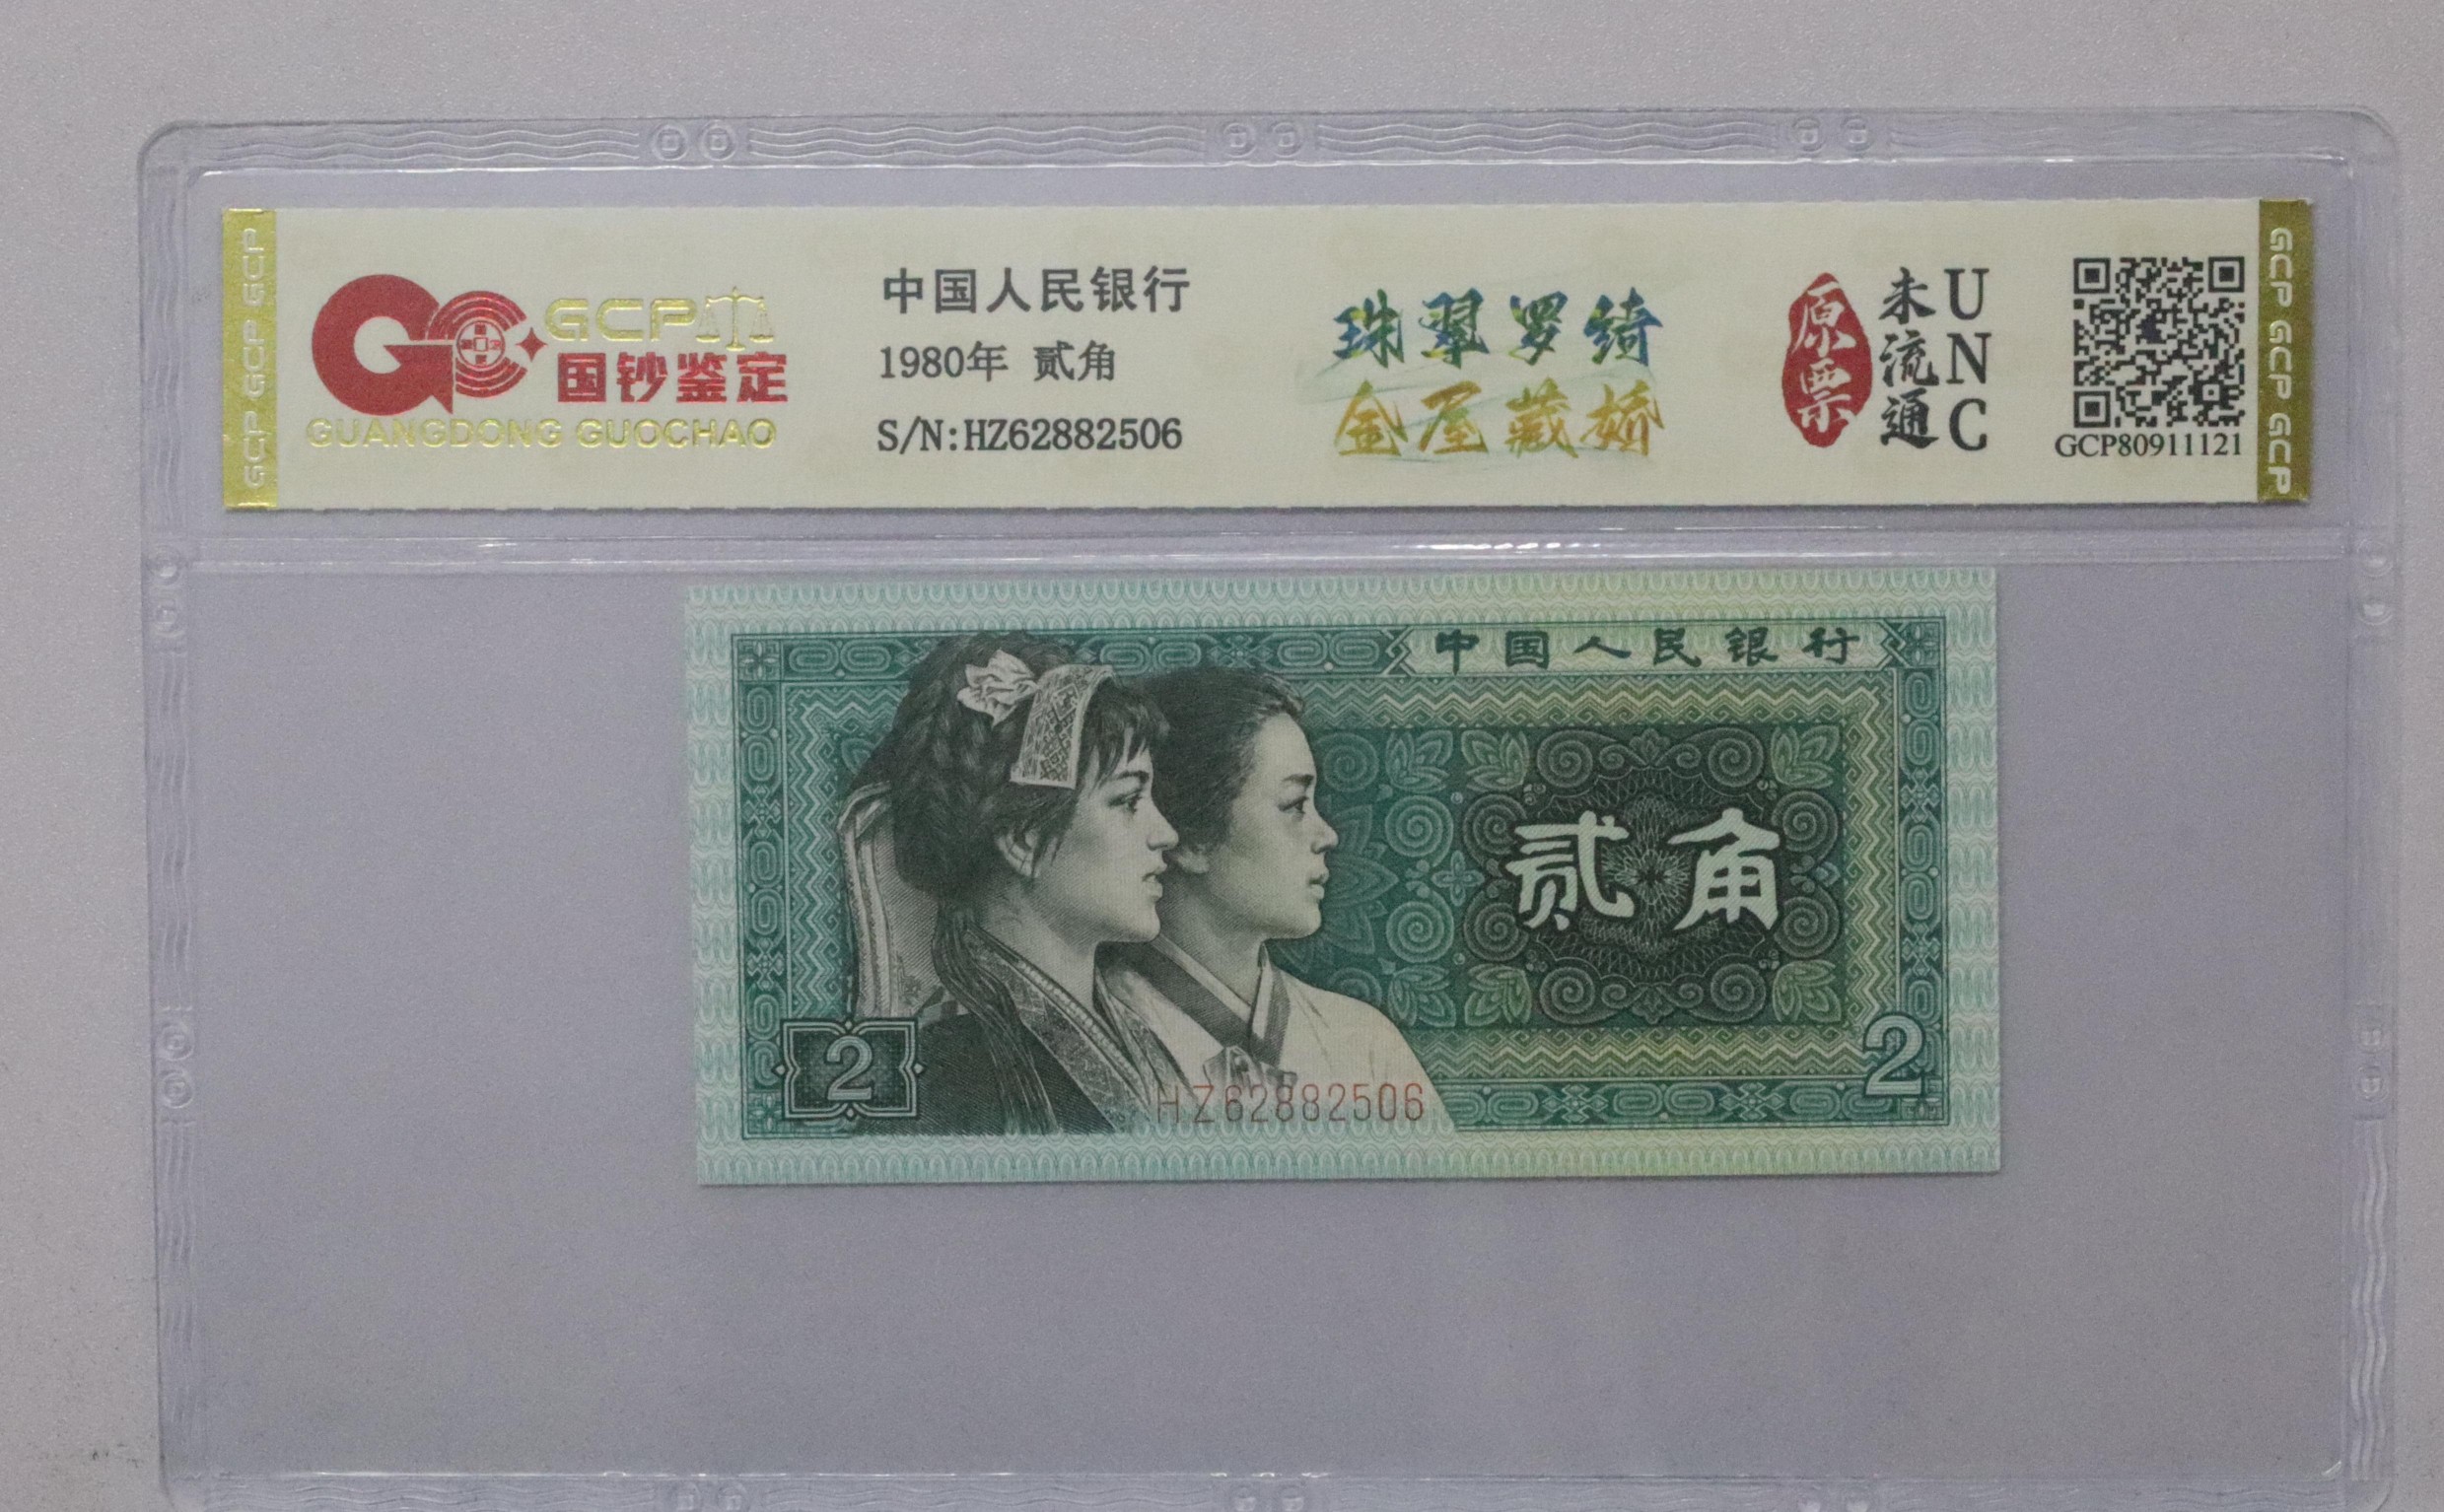 GCP GCP GCP
GCP
国钞鉴定
GUANGDONG GUOCHAO
中国人民银行
1980年 贰角
S/N:HZ62882506
珠翠罗绮
金屋藏娇
原票
未流通
UNC
GCP80911121
GCP GCP GCP
中国人民银行
贰角
2
2
HZ62882506